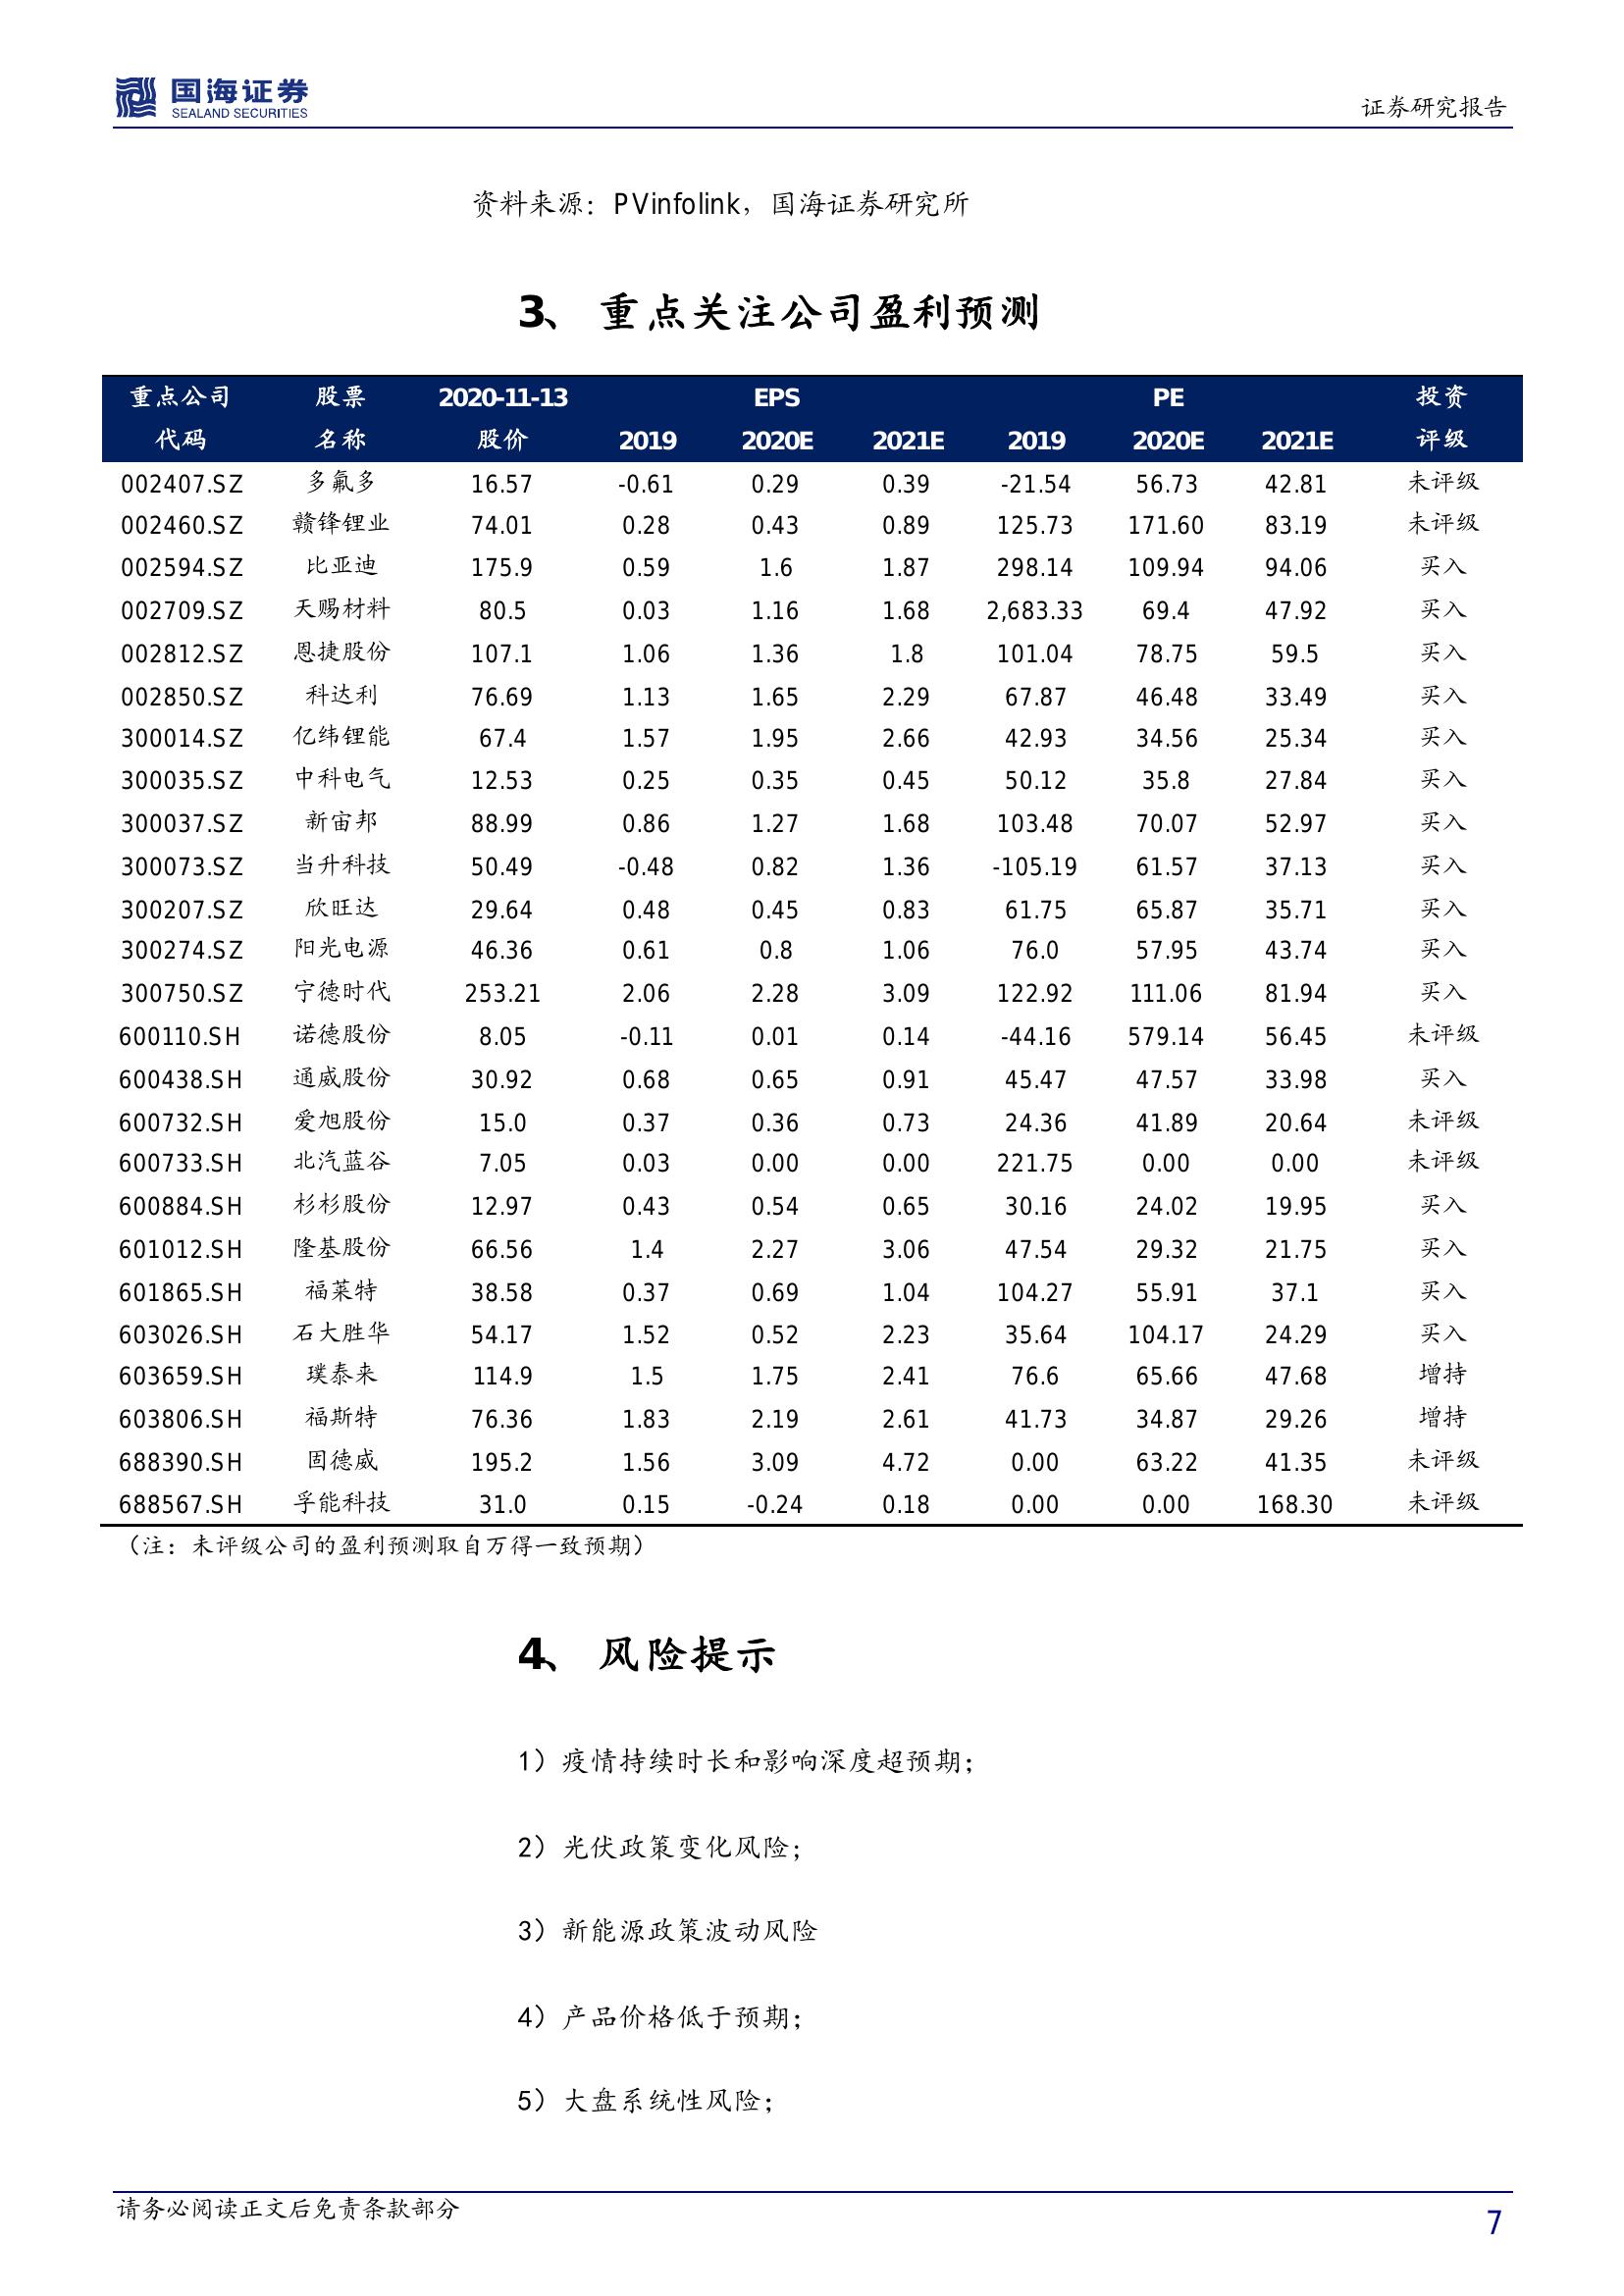 国海证券
SEALAND SECURITIES
证券研究报告
资料来源：PVinfolink，国海证券研究所
3、 重点关注公司盈利预测
重点公司 股票 2020-11-13 EPS PE 投资
代码 名称 股价 2019 2020E 2021E 2019 2020E 2021E 评级
002407.SZ 多氟多 16.57 -0.61 0.29 0.39 -21.54 56.73 42.81 未评级
002460.SZ 赣锋锂业 74.01 0.28 0.43 0.89 125.73 171.60 83.19 未评级
002594.SZ 比亚迪 175.9 0.59 1.6 1.87 298.14 109.94 94.06 买入
002709.SZ 天赐材料 80.5 0.03 1.16 1.68 2,683.33 69.4 47.92 买入
002812.SZ 恩捷股份 107.1 1.06 1.36 1.8 101.04 78.75 59.5 买入
002850.SZ 科达利 76.69 1.13 1.65 2.29 67.87 46.48 33.49 买入
300014.SZ 亿纬锂能 67.4 1.57 1.95 2.66 42.93 34.56 25.34 买入
300035.SZ 中科电气 12.53 0.25 0.35 0.45 50.12 35.8 27.84 买入
300037.SZ 新宙邦 88.99 0.86 1.27 1.68 103.48 70.07 52.97 买入
300073.SZ 当升科技 50.49 -0.48 0.82 1.36 -105.19 61.57 37.13 买入
300207.SZ 欣旺达 29.64 0.48 0.45 0.83 61.75 65.87 35.71 买入
300274.SZ 阳光电源 46.36 0.61 0.8 1.06 76.0 57.95 43.74 买入
300750.SZ 宁德时代 253.21 2.06 2.28 3.09 122.92 111.06 81.94 买入
600110.SH 诺德股份 8.05 -0.11 0.01 0.14 -44.16 579.14 56.45 未评级
600438.SH 通威股份 30.92 0.68 0.65 0.91 45.47 47.57 33.98 买入
600732.SH 爱旭股份 15.0 0.37 0.36 0.73 24.36 41.89 20.64 未评级
600733.SH 北汽蓝谷 7.05 0.03 0.00 0.00 221.75 0.00 0.00 未评级
600884.SH 杉杉股份 12.97 0.43 0.54 0.65 30.16 24.02 19.95 买入
601012.SH 隆基股份 66.56 1.4 2.27 3.06 47.54 29.32 21.75 买入
601865.SH 福莱特 38.58 0.37 0.69 1.04 104.27 55.91 37.1 买入
603026.SH 石大胜华 54.17 1.52 0.52 2.23 35.64 104.17 24.29 买入
603659.SH 璞泰来 114.9 1.5 1.75 2.41 76.6 65.66 47.68 增持
603806.SH 福斯特 76.36 1.83 2.19 2.61 41.73 34.87 29.26 增持
688390.SH 固德威 195.2 1.56 3.09 4.72 0.00 63.22 41.35 未评级
688567.SH 孚能科技 31.0 0.15 -0.24 0.18 0.00 0.00 168.30 未评级
（注：未评级公司的盈利预测取自万得一致预期）
4、 风险提示
1）疫情持续时长和影响深度超预期；
2）光伏政策变化风险；
3）新能源政策波动风险
4）产品价格低于预期；
5）大盘系统性风险；
请务必阅读正文后免责条款部分
7